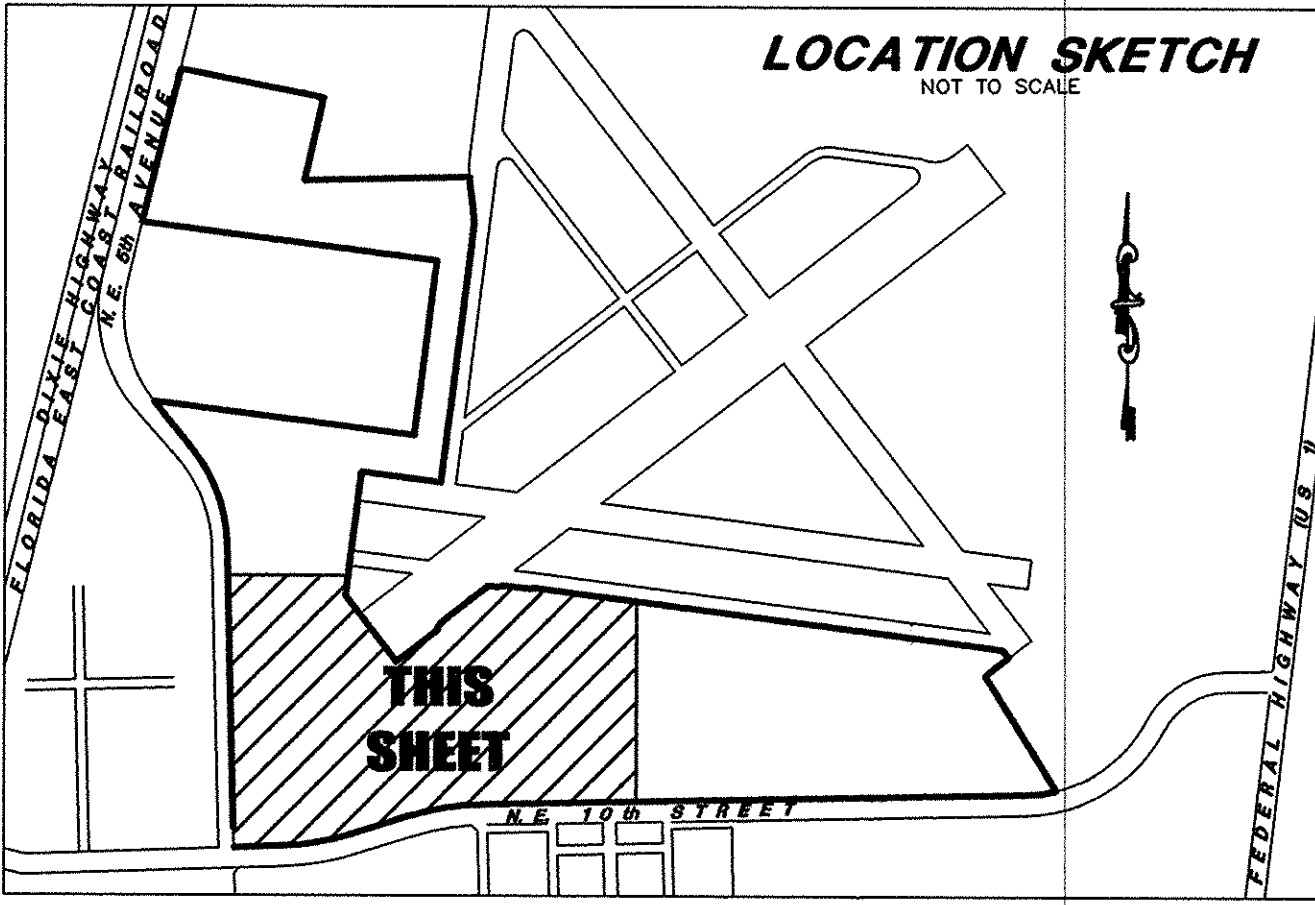 LOCATION SKETCH
NOT TO SCALE
DIXIE HIGHWAY
FLORIDA EAST COAST RAILROAD
N.E. 5th AVENUE
THIS
SHEET
N.E. 10th STREET
FEDERAL HIGHWAY (US 1)